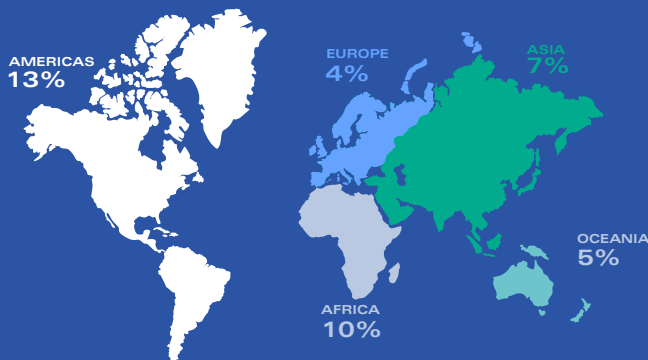 AMERICAS
13%
EUROPE
4%
ASIA
7%
OCEANIA
5%
AFRICA
10%